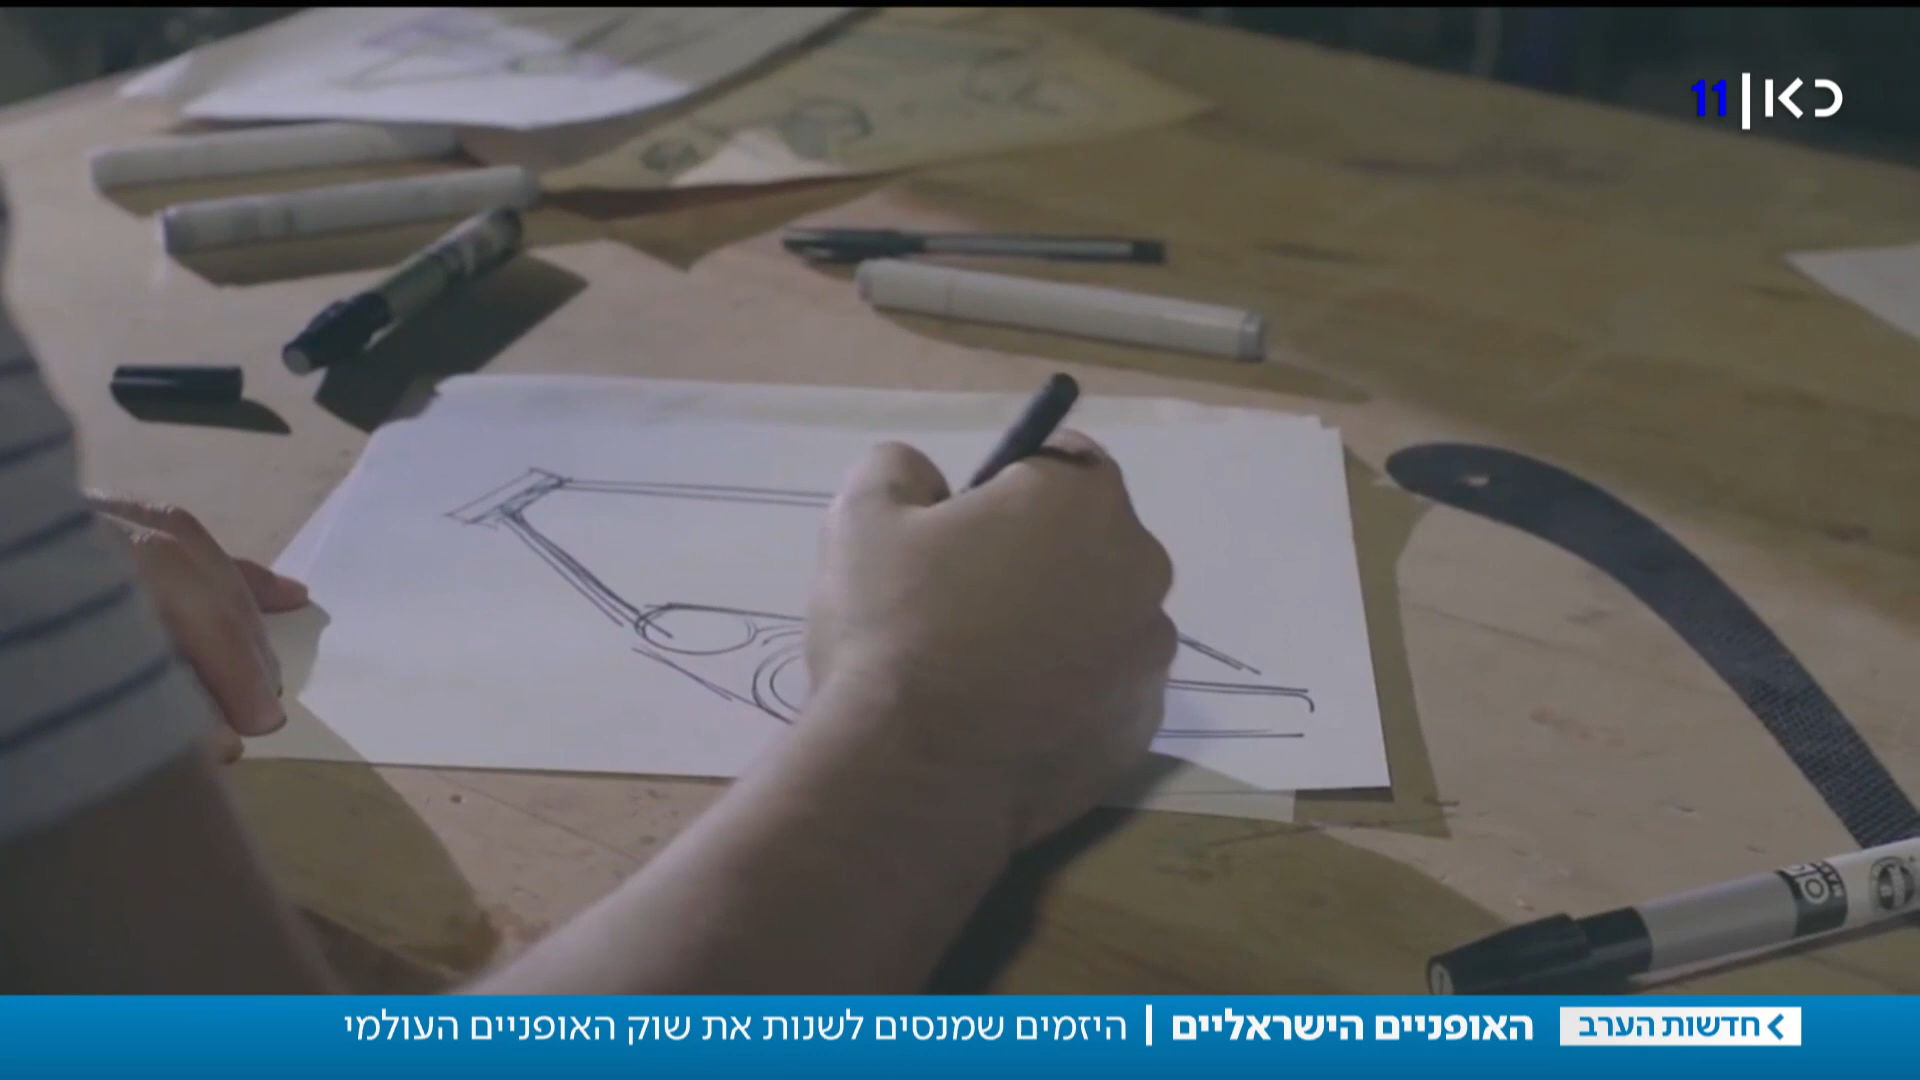 כאן|11
חדשות הערב
האופניים הישראליים | היזמים שמנסים לשנות את שוק האופניים העולמי